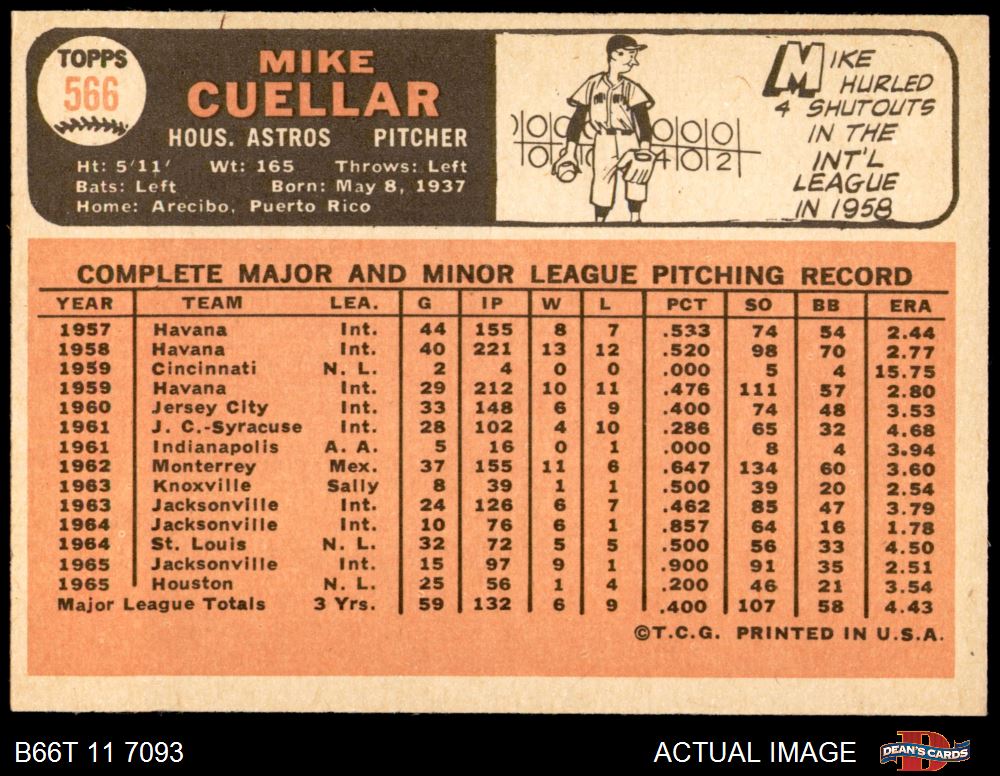 TOPPS
566
MIKE
CUELLAR
HOUS. ASTROS PITCHER
Ht: 5'11' Wt: 165 Throws: Left
Bats: Left Born: May 8, 1937
Home: Arecibo, Puerto Rico
MIKE
HURLED
4 SHUTOUTS
IN THE
INT'L
LEAGUE
IN 1958
COMPLETE MAJOR AND MINOR LEAGUE PITCHING RECORD
YEAR TEAM LEA. G IP W L PCT SO BB ERA
1957 Havana Int. 44 155 8 7 .533 74 54 2.44
1958 Havana Int. 40 221 13 12 .520 98 70 2.77
1959 Cincinnati N. L. 2 4 0 0 .000 5 4 15.75
1959 Havana Int. 29 212 10 11 .476 111 57 2.80
1960 Jersey City Int. 33 148 6 9 .400 74 48 3.53
1961 J. C.-Syracuse Int. 28 102 4 10 .286 65 32 4.68
1961 Indianapolis A. A. 5 16 0 1 .000 8 4 3.94
1962 Monterrey Mex. 37 155 11 6 .647 134 60 3.60
1963 Knoxville Sally 8 39 1 1 .500 39 20 2.54
1963 Jacksonville Int. 24 126 6 7 .462 85 47 3.79
1964 Jacksonville Int. 10 76 6 1 .857 64 16 1.78
1964 St. Louis N. L. 32 72 5 5 .500 56 33 4.50
1965 Jacksonville Int. 15 97 9 1 .900 91 35 2.51
1965 Houston N. L. 25 56 1 4 .200 46 21 3.54
Major League Totals 3 Yrs. 59 132 6 9 .400 107 58 4.43
©T.C.G. PRINTED IN U.S.A.
B66T 11 7093 ACTUAL IMAGE DEAN'S CARDS